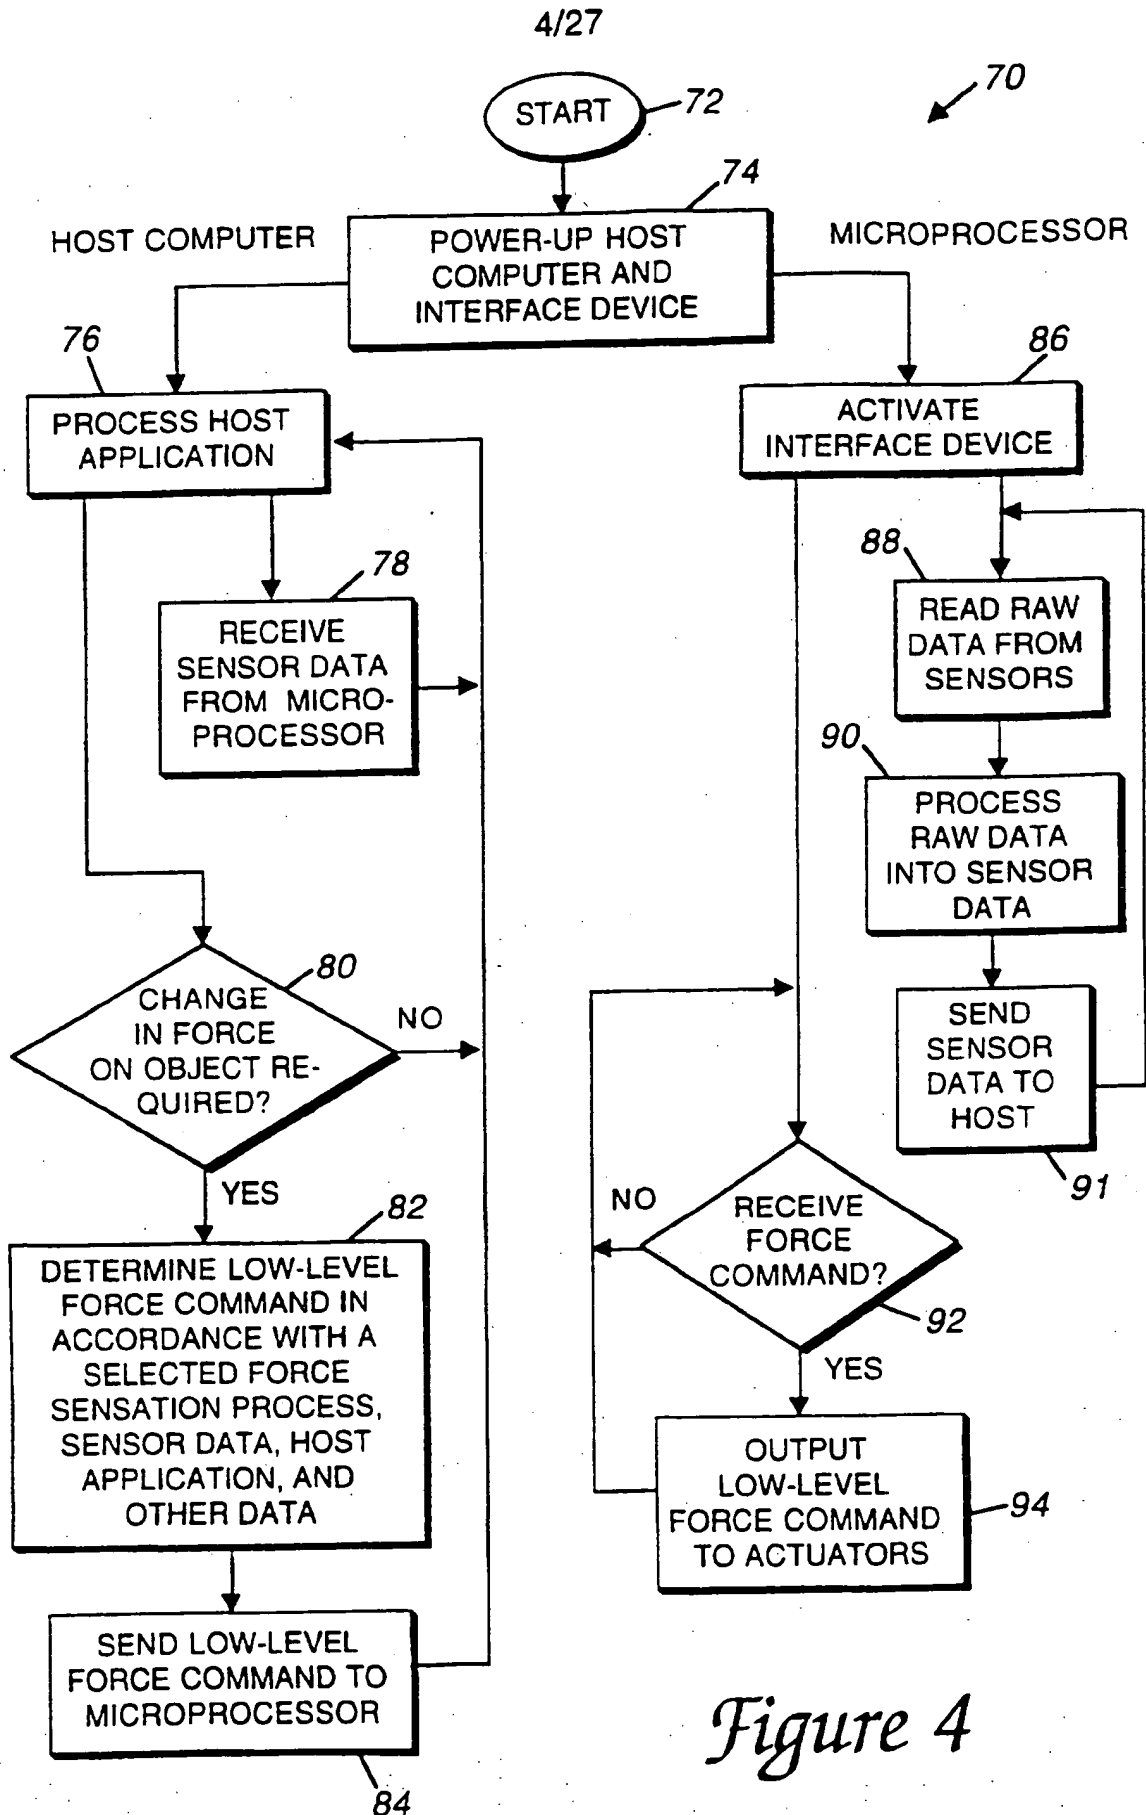 4/27
70
START
72
74
HOST COMPUTER
POWER-UP HOST
COMPUTER AND
INTERFACE DEVICE
MICROPROCESSOR
76
PROCESS HOST
APPLICATION
78
RECEIVE
SENSOR DATA
FROM MICRO-
PROCESSOR
80
CHANGE
IN FORCE
ON OBJECT RE-
QUIRED?
NO
YES
82
DETERMINE LOW-LEVEL
FORCE COMMAND IN
ACCORDANCE WITH A
SELECTED FORCE
SENSATION PROCESS,
SENSOR DATA, HOST
APPLICATION, AND
OTHER DATA
SEND LOW-LEVEL
FORCE COMMAND TO
MICROPROCESSOR
84
86
ACTIVATE
INTERFACE DEVICE
88
READ RAW
DATA FROM
SENSORS
90
PROCESS
RAW DATA
INTO SENSOR
DATA
SEND
SENSOR
DATA TO
HOST
91
NO
RECEIVE
FORCE
COMMAND?
92
YES
OUTPUT
LOW-LEVEL
FORCE COMMAND
TO ACTUATORS
94
Figure 4